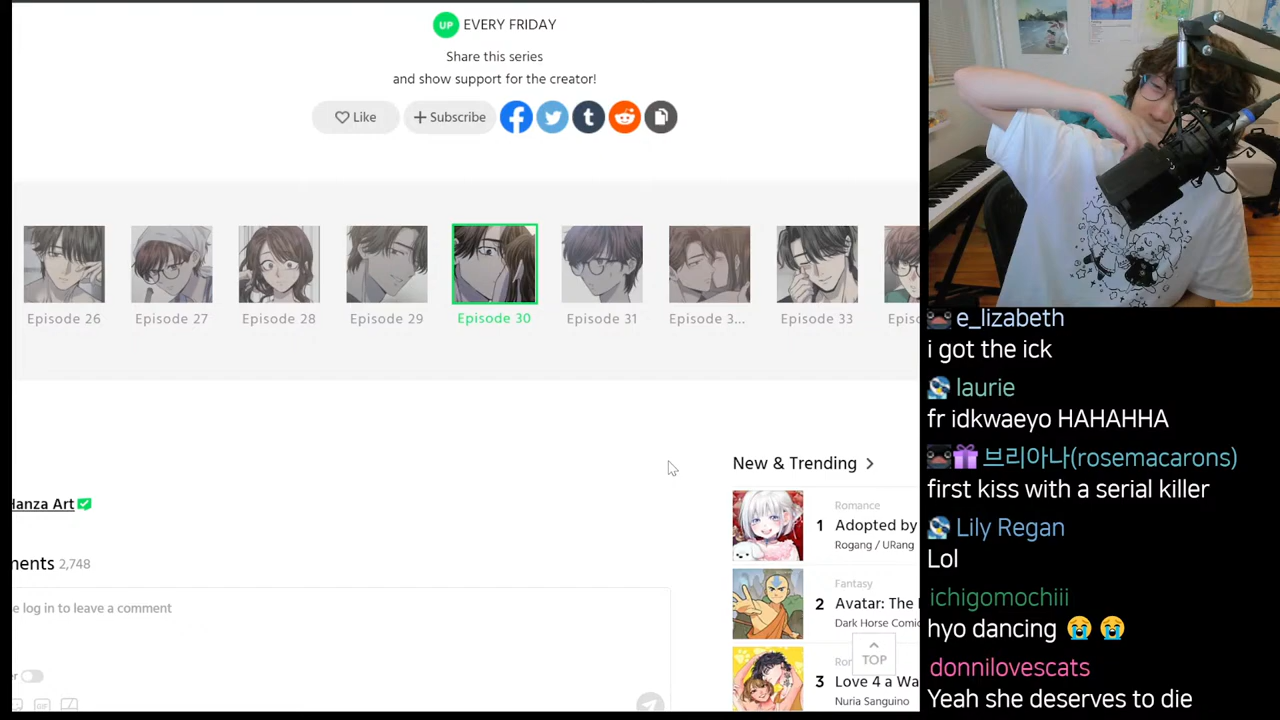 UP EVERY FRIDAY
Share this series
and show support for the creator!
Like
Subscribe
Episode 26
Episode 27
Episode 28
Episode 29
Episode 30
Episode 31
Episode 3...
Episode 33
Hanza Art
ments 2,748
e log in to leave a comment
GIF
New & Trending
1
Romance
Adopted by
Rogang / URang
2
Fantasy
Avatar: The
Dark Horse Comic
3
Love 4 a Wa
Nuria Sanguino
TOP
e_lizabeth
i got the ick
laurie
fr idkwaeyo HAHAHHA
브리아나(rosemacarons)
first kiss with a serial killer
Lily Regan
Lol
ichigomochiii
hyo dancing 😭 😭
donnilovescats
Yeah she deserves to die